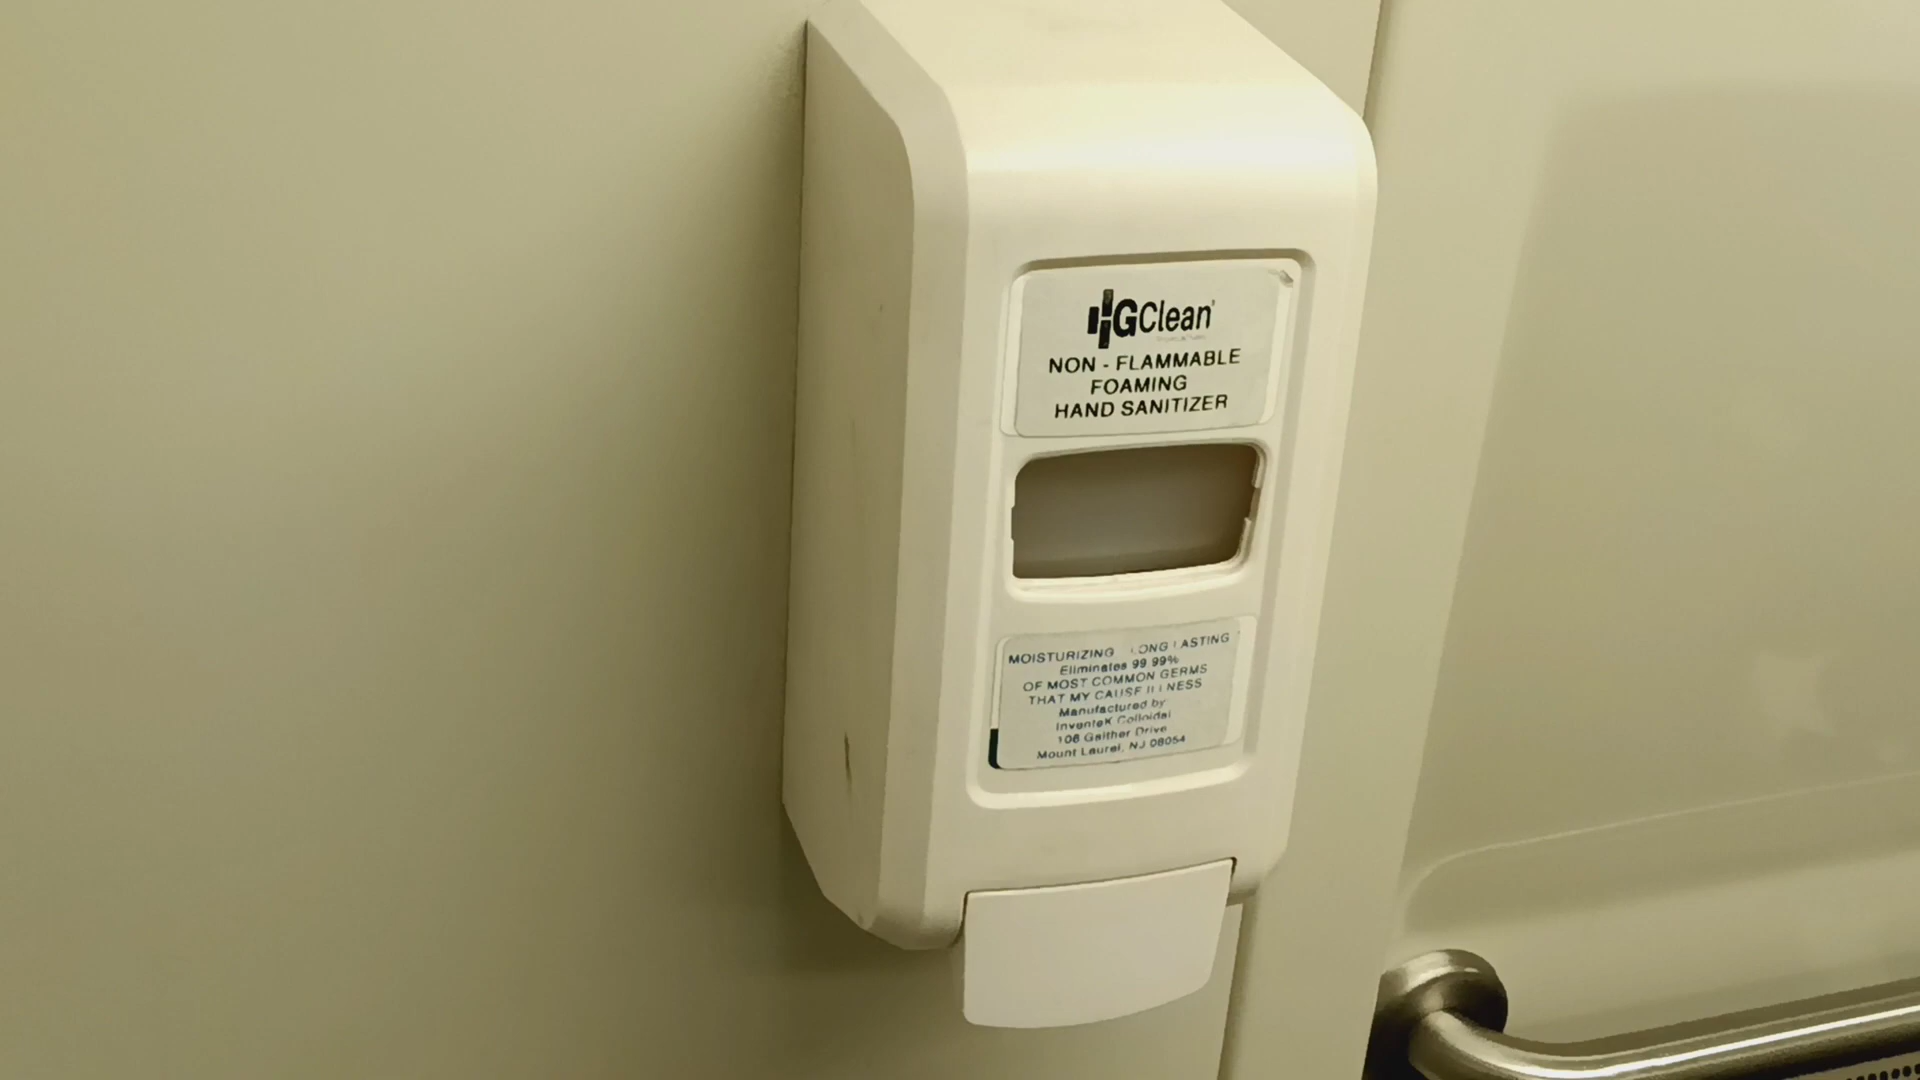 HGClean
NON - FLAMMABLE
FOAMING
HAND SANITIZER
MOISTURIZING LONG LASTING
Eliminates 99.99%
OF MOST COMMON GERMS
THAT MY CAUSE ILLNESS
Manufactured by
InventeK Colloidal
108 Gaither Drive
Mount Laurel, NJ 08054